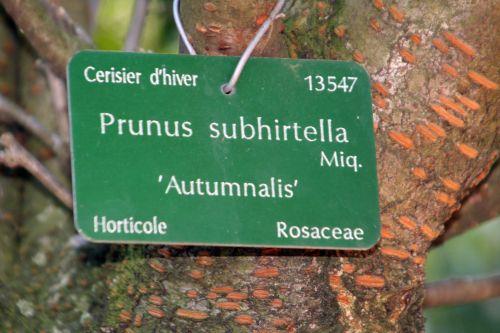 Cerisier d'hiver 13547
Prunus subhirtella
Miq.
'Autumnalis'
Horticole Rosaceae